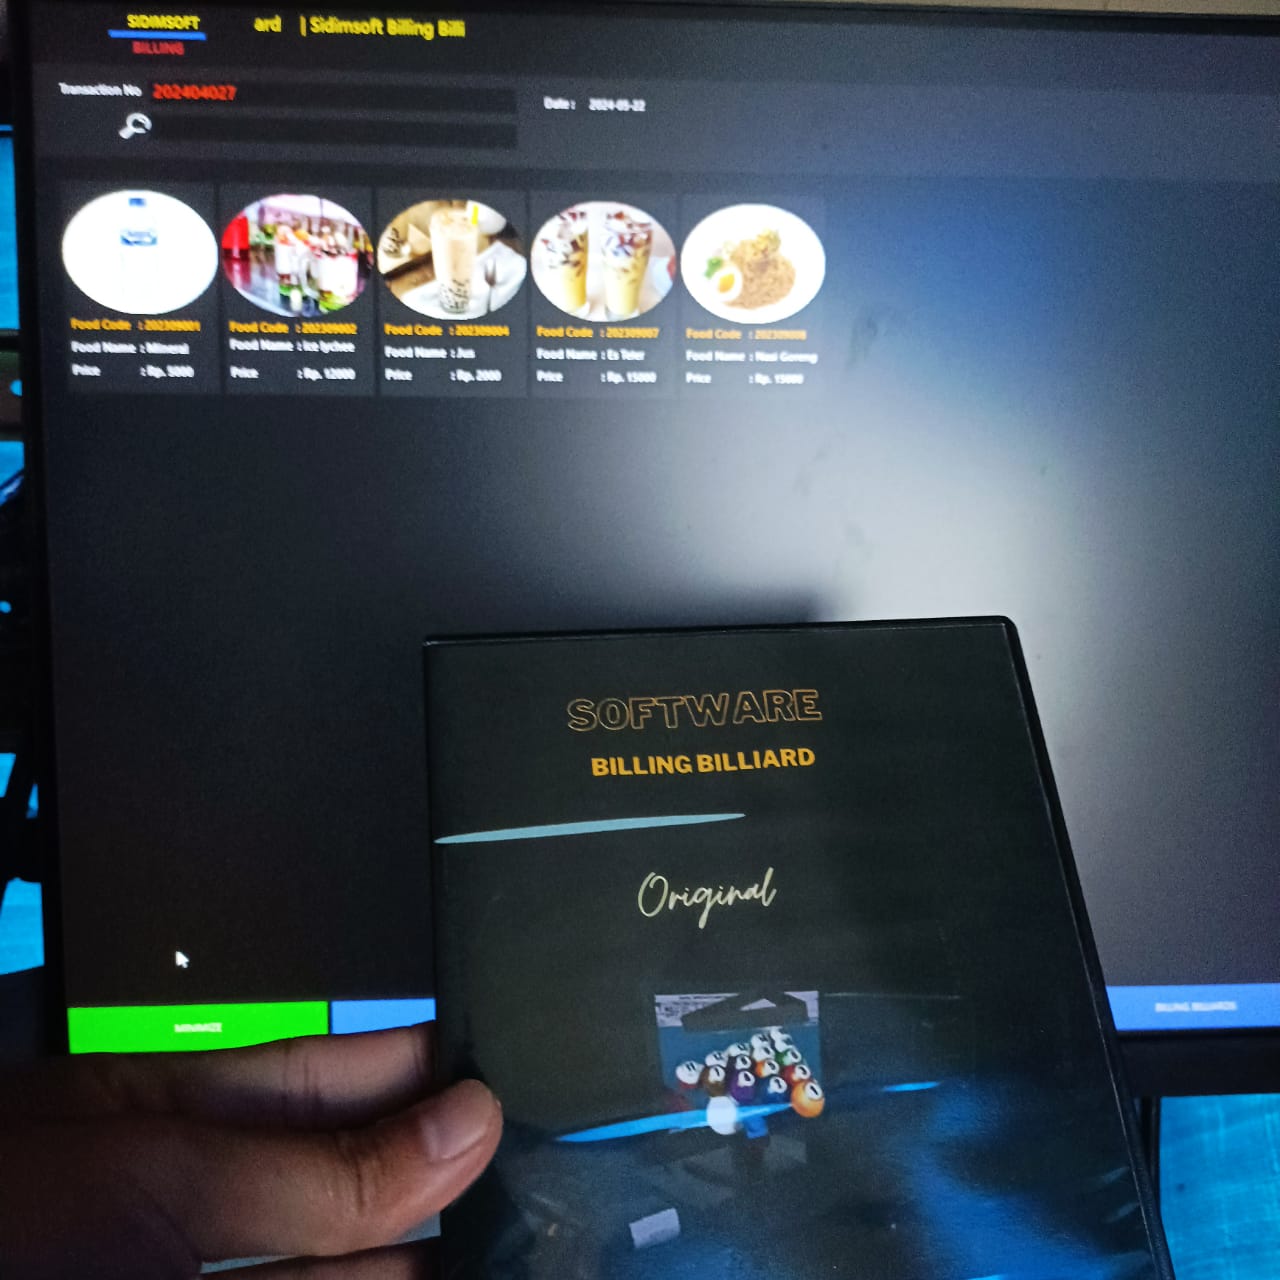 SIDIMSOFT
BILLING
ard | Sidimsoft Billing Billi
Transaction No 202404027
Date : 2024-05-22
Food Code : 202309001
Food Name : Mineral
Price : Rp. 5000
Food Code : 202309002
Food Name : Ice lychee
Price : Rp. 12000
Food Code : 202309004
Food Name : Jus
Price : Rp. 2000
Food Code : 202309007
Food Name : Es Teler
Price : Rp. 15000
Food Code : 202309008
Food Name : Nasi Goreng
Price : Rp. 15000
SOFTWARE
BILLING BILLIARD
Original
MINIMIZE
BILLING BILLIARDS